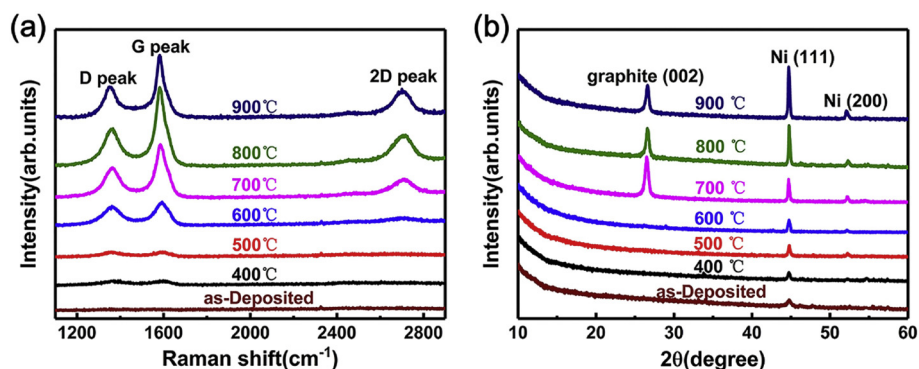 (a)
G peak
D peak
2D peak
900℃
800℃
700℃
600℃
500℃
400℃
as-Deposited
Intensity(arb.units)
1200 1600 2000 2400 2800
Raman shift(cm⁻¹)
(b)
Ni (111)
graphite (002)
Ni (200)
900 ℃
800 ℃
700 ℃
600 ℃
500 ℃
400 ℃
as-Deposited
Intensity(arb.units)
10 20 30 40 50 60
2θ(degree)